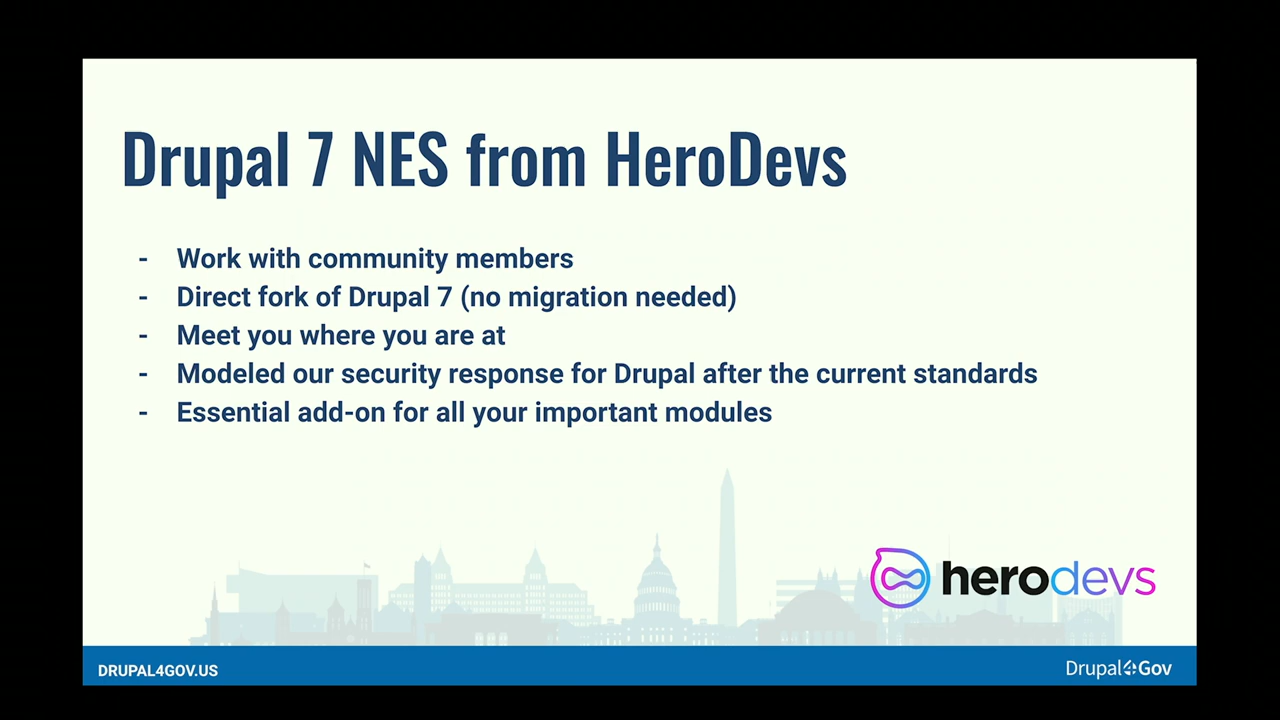 Drupal 7 NES from HeroDevs
- Work with community members
- Direct fork of Drupal 7 (no migration needed)
- Meet you where you are at
- Modeled our security response for Drupal after the current standards
- Essential add-on for all your important modules
herodevs
DRUPAL4GOV.US
Drupal4Gov